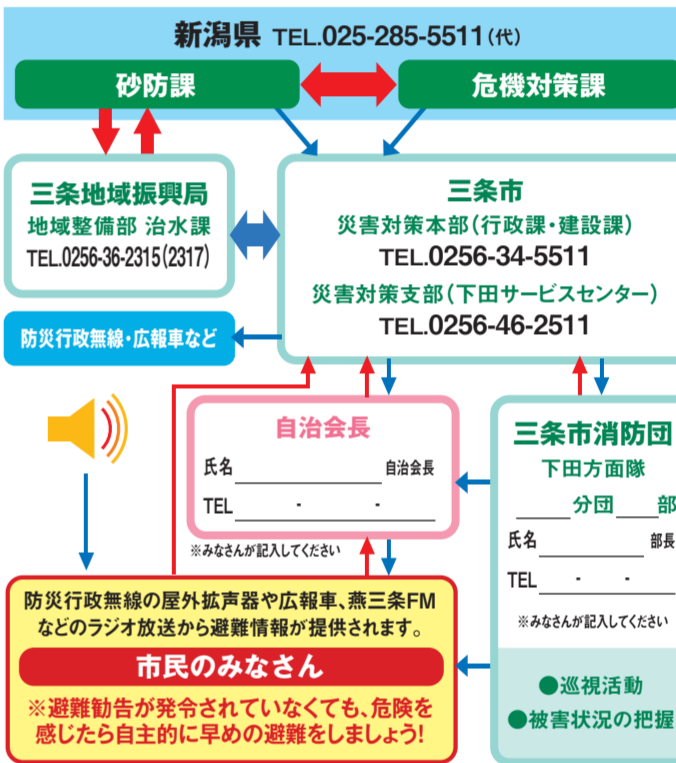 新潟県 TEL.025-285-5511(代)
砂防課
危機対策課
三条地域振興局
地域整備部 治水課
TEL.0256-36-2315(2317)
三条市
災害対策本部(行政課・建設課)
TEL.0256-34-5511
災害対策支部(下田サービスセンター)
TEL.0256-46-2511
防災行政無線・広報車など
自治会長
氏名 自治会長
TEL - -
※みなさんが記入してください
三条市消防団
下田方面隊
分団 部
氏名 部長
TEL - -
※みなさんが記入してください
●巡視活動
●被害状況の把握
防災行政無線の屋外拡声器や広報車、燕三条FM
などのラジオ放送から避難情報が提供されます。
市民のみなさん
※避難勧告が発令されていなくても、危険を
感じたら自主的に早めの避難をしましょう!